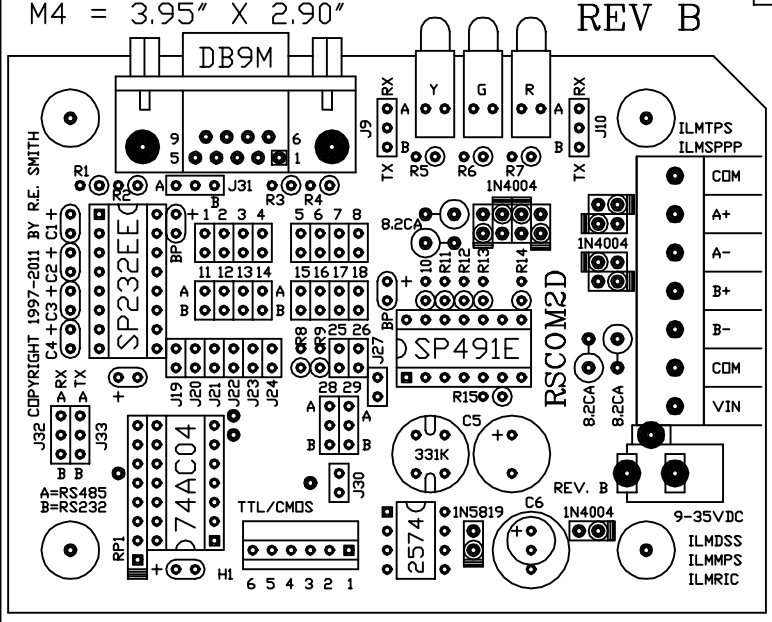 M4 = 3.95" X 2.90"
REV B
DB9M
Y G R
RX
A
J9
B
TX
RX
A
J10
B
TX
9 6
5 1
ILMTPS
ILMSPPP
R1
R2
A J31
B
R3 R4
R5 R6 R7
1N4004
COPYRIGHT 1997-2011 BY R.E. SMITH
C1 +
C2 +
C3 +
C4 +
SP232EE
BP +
1 2 3 4
5 6 7 8
11 12 13 14
15 16 17 18
A A
B B
8.2CA
10 R11 R12 R13 R14
BP +
SP491E
RSCOM2D
1N4004
COM
A+
A-
B+
B-
COM
VIN
R8 R9 25 26
J27
J19 J20 J21 J22 J23 J24
+
28 29
A A
B B
R15
8.2CA 8.2CA
RX TX
A A
J32 J33
B B
A=RS485
B=RS232
74AC04
J30
331K
C5
+
REV. B
TTL/CMOS
2574
1N5819
C6
+
1N4004
9-35VDC
ILMDSS
ILMMPS
ILMRIC
RP1
+
H1
6 5 4 3 2 1